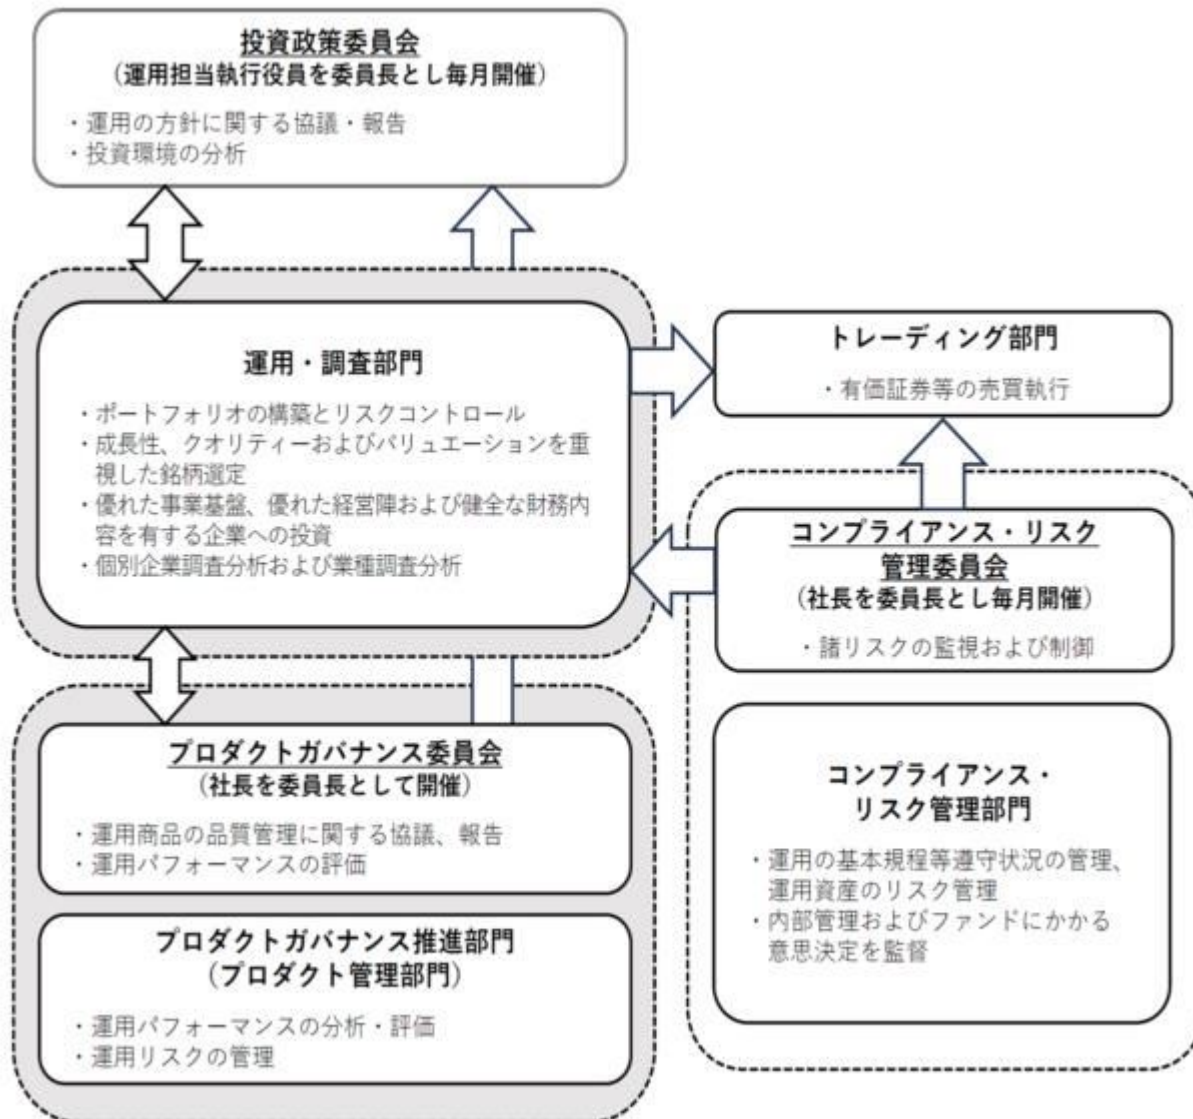 投資政策委員会
（運用担当執行役員を委員長とし毎月開催）
・運用の方針に関する協議・報告
・投資環境の分析
運用・調査部門
・ポートフォリオの構築とリスクコントロール
・成長性、クオリティーおよびバリュエーションを重
視した銘柄選定
・優れた事業基盤、優れた経営陣および健全な財務内
容を有する企業への投資
・個別企業調査分析および業種調査分析
トレーディング部門
・有価証券等の売買執行
コンプライアンス・リスク
管理委員会
（社長を委員長とし毎月開催）
・諸リスクの監視および制御
プロダクトガバナンス委員会
（社長を委員長として開催）
・運用商品の品質管理に関する協議、報告
・運用パフォーマンスの評価
プロダクトガバナンス推進部門
（プロダクト管理部門）
・運用パフォーマンスの分析・評価
・運用リスクの管理
コンプライアンス・
リスク管理部門
・運用の基本規程等遵守状況の管理、
運用資産のリスク管理
・内部管理およびファンドにかかる
意思決定を監督